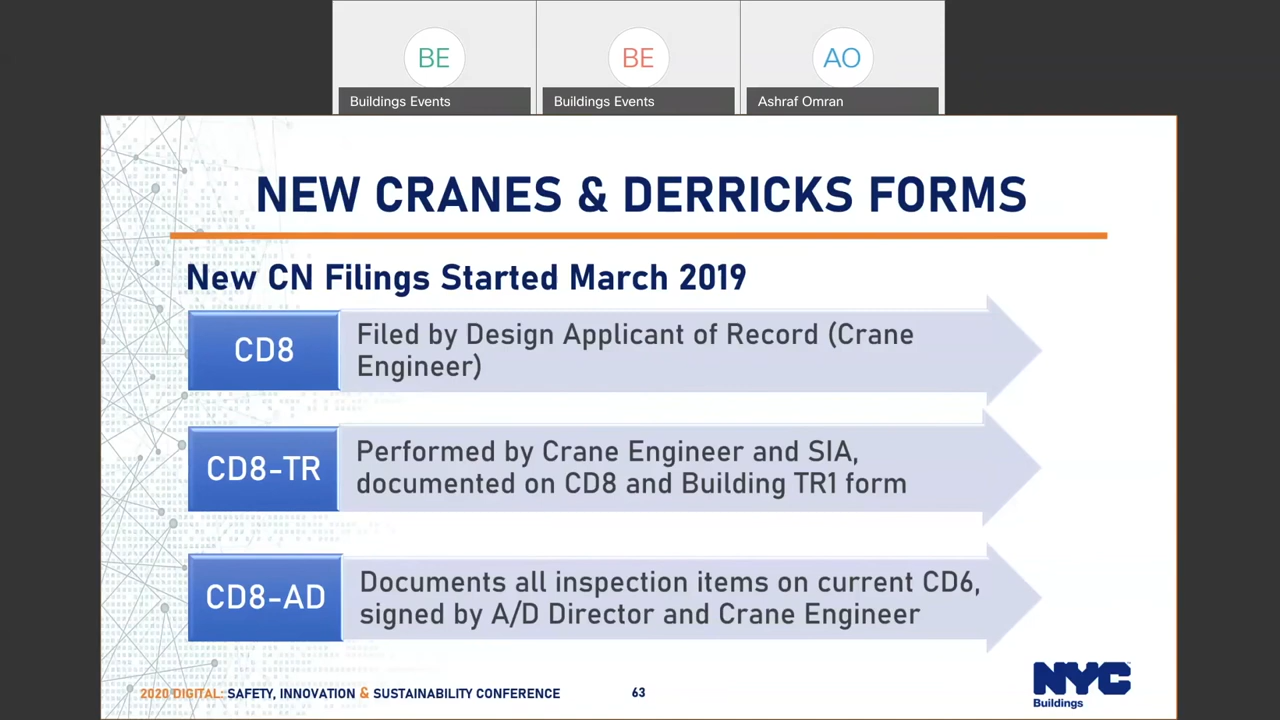 BE
BE
AO
Buildings Events
Buildings Events
Ashraf Omran
NEW CRANES & DERRICKS FORMS
New CN Filings Started March 2019
CD8
Filed by Design Applicant of Record (Crane
Engineer)
CD8-TR
Performed by Crane Engineer and SIA,
documented on CD8 and Building TR1 form
CD8-AD
Documents all inspection items on current CD6,
signed by A/D Director and Crane Engineer
2020 DIGITAL: SAFETY, INNOVATION & SUSTAINABILITY CONFERENCE
63
NYC
Buildings